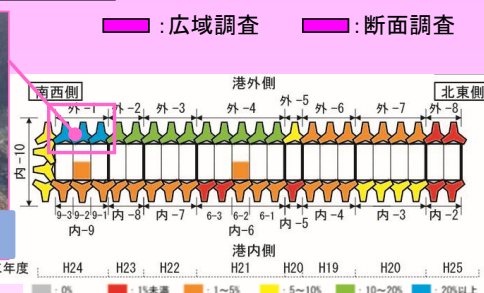 ：広域調査　：断面調査
港外側
南西側　北東側
外-1　外-2　外-3　外-4　外-5　外-6　外-7　外-8
内-10
9-3　9-2　9-1　内-8　内-7　6-3　6-2　6-1　内-5　内-4　内-3　内-2
内-9　内-6
港内側
年度　H24　H23　H22　H21　H20　H19　H20　H25
：0%　：1%未満　：1～5%　：5～10%　：10～20%　：20%以上